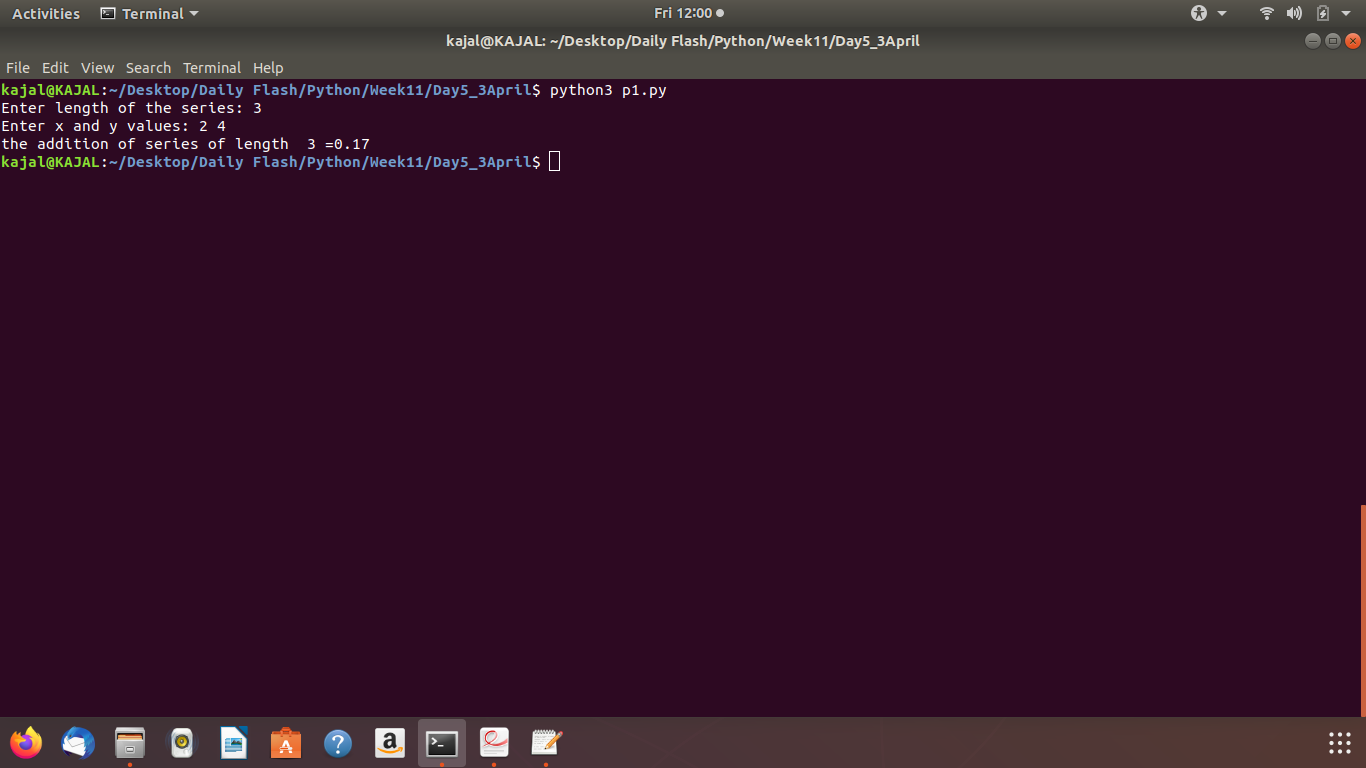 Activities Terminal Fri 12:00
kajal@KAJAL: ~/Desktop/Daily Flash/Python/Week11/Day5_3April
File Edit View Search Terminal Help
kajal@KAJAL:~/Desktop/Daily Flash/Python/Week11/Day5_3April$ python3 p1.py
Enter length of the series: 3
Enter x and y values: 2 4
the addition of series of length  3 =0.17
kajal@KAJAL:~/Desktop/Daily Flash/Python/Week11/Day5_3April$